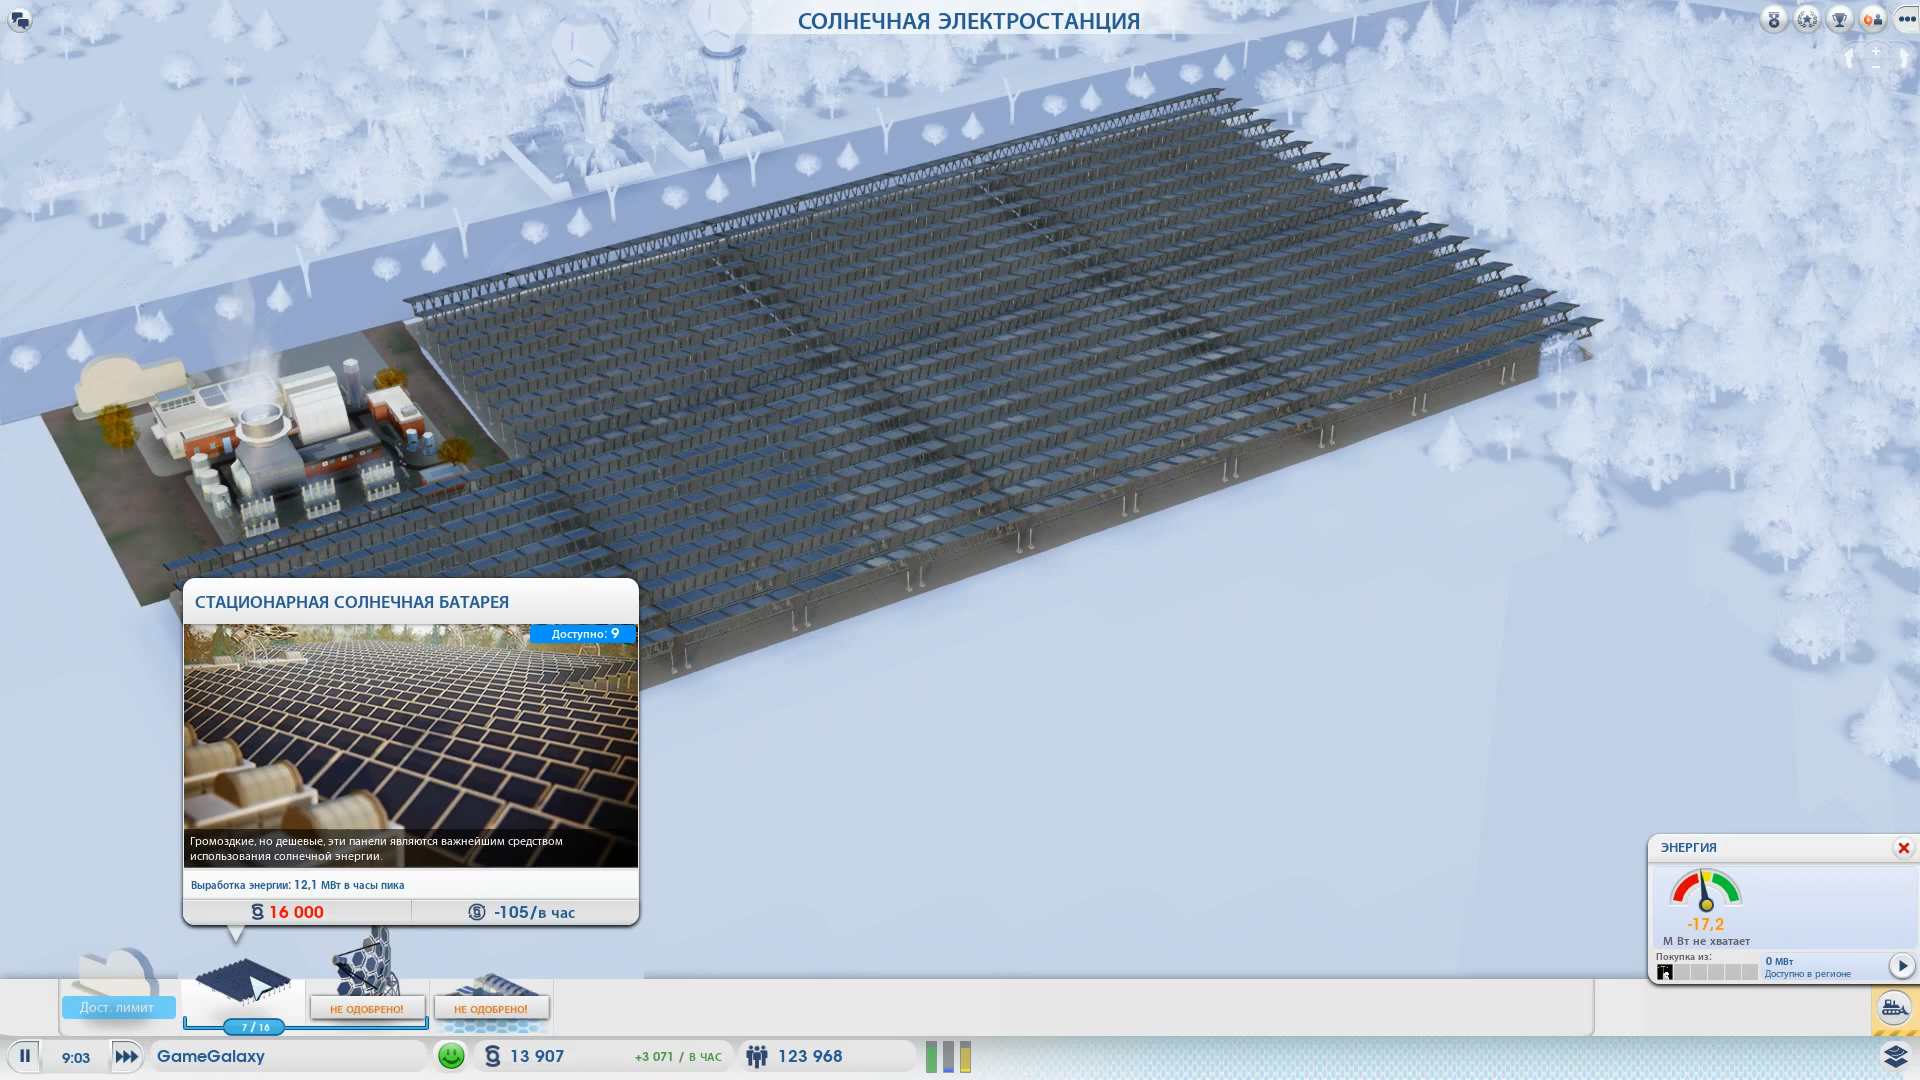 СОЛНЕЧНАЯ ЭЛЕКТРОСТАНЦИЯ
СТАЦИОНАРНАЯ СОЛНЕЧНАЯ БАТАРЕЯ
Доступно: 9
Громоздкие, но дешевые, эти панели являются важнейшим средством
использования солнечной энергии.
Выработка энергии: 12,1 МВт в часы пика
16 000
-105/в час
ЭНЕРГИЯ
-17,2
М Вт не хватает
Покупка из:
0 МВт
Доступно в регионе
Дост. лимит
7 / 16
НЕ ОДОБРЕНО!
НЕ ОДОБРЕНО!
9:03
GameGalaxy
13 907
+3 071 / В ЧАС
123 968